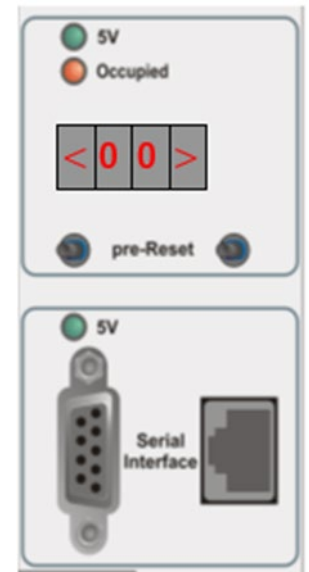 5V
Occupied
<00>
pre-Reset
5V
Serial
Interface